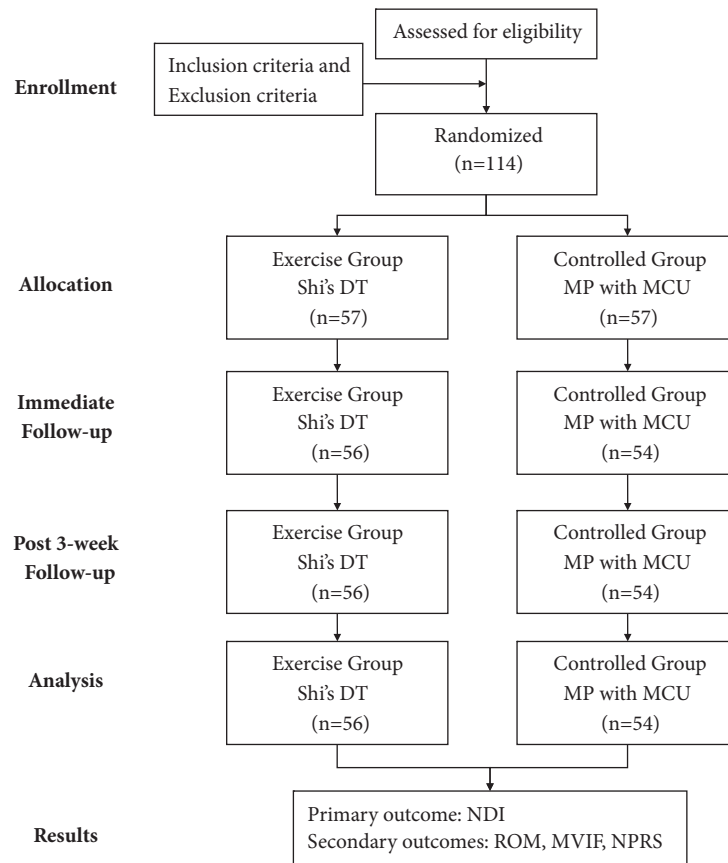 Assessed for eligibility
Enrollment
Inclusion criteria and
Exclusion criteria
Randomized
(n=114)
Allocation
Exercise Group
Shi's DT
(n=57)
Controlled Group
MP with MCU
(n=57)
Immediate
Follow-up
Exercise Group
Shi's DT
(n=56)
Controlled Group
MP with MCU
(n=54)
Post 3-week
Follow-up
Exercise Group
Shi's DT
(n=56)
Controlled Group
MP with MCU
(n=54)
Analysis
Exercise Group
Shi's DT
(n=56)
Controlled Group
MP with MCU
(n=54)
Results
Primary outcome: NDI
Secondary outcomes: ROM, MVIF, NPRS